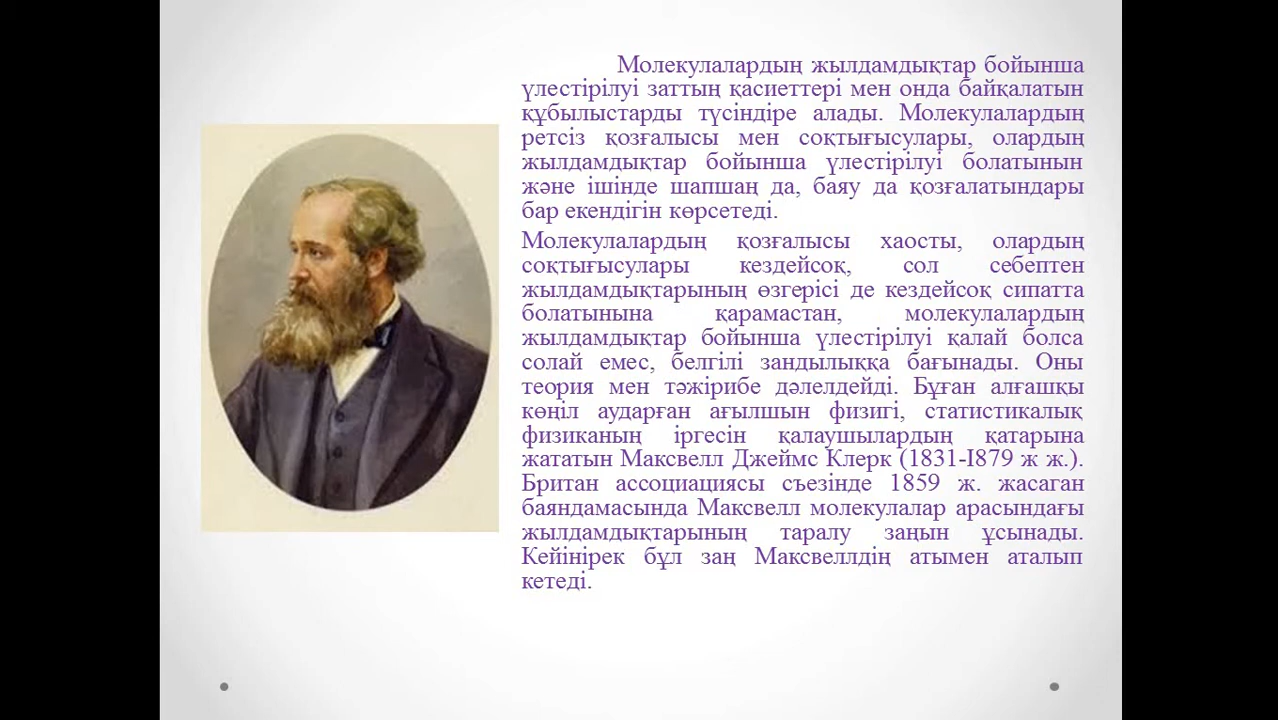 Молекулалардың жылдамдықтар бойынша
үлестірілуі заттың қасиеттері мен онда байқалатын
құбылыстарды түсіндіре алады. Молекулалардың
ретсіз қозғалысы мен соқтығысулары, олардың
жылдамдықтар бойынша үлестірілуі болатынын
және ішінде шапшаң да, баяу да қозғалатындары
бар екендігін көрсетеді.
Молекулалардың қозғалысы хаосты, олардың
соқтығысулары кездейсоқ, сол себептен
жылдамдықтарының өзгерісі де кездейсоқ сипатта
болатынына қарамастан, молекулалардың
жылдамдықтар бойынша үлестірілуі қалай болса
солай емес, белгілі зандылыққа бағынады. Оны
теория мен тәжірибе дәлелдейді. Бұған алғашқы
көңіл аударған ағылшын физигі, статистикалық
физиканың іргесін қалаушылардың қатарына
жататын Максвелл Джеймс Клерк (1831-I879 ж ж.).
Британ ассоциациясы съезінде 1859 ж. жасаган
баяндамасында Максвелл молекулалар арасындағы
жылдамдықтарының таралу заңын ұсынады.
Кейінірек бұл заң Максвеллдің атымен аталып
кетеді.